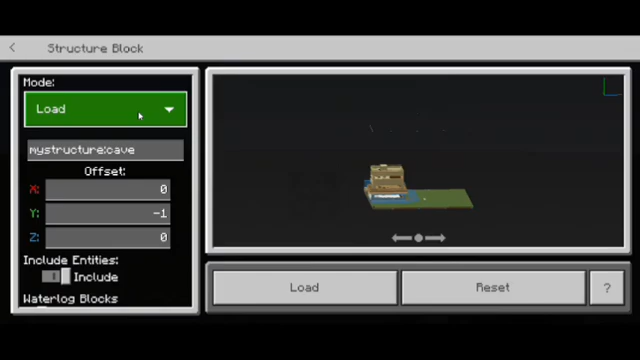 Structure Block
Mode:
Load
mystructure:cave
Offset:
X: 0
Y: -1
Z: 0
Include Entities:
Include
Waterlog Blocks
Load
Reset
?